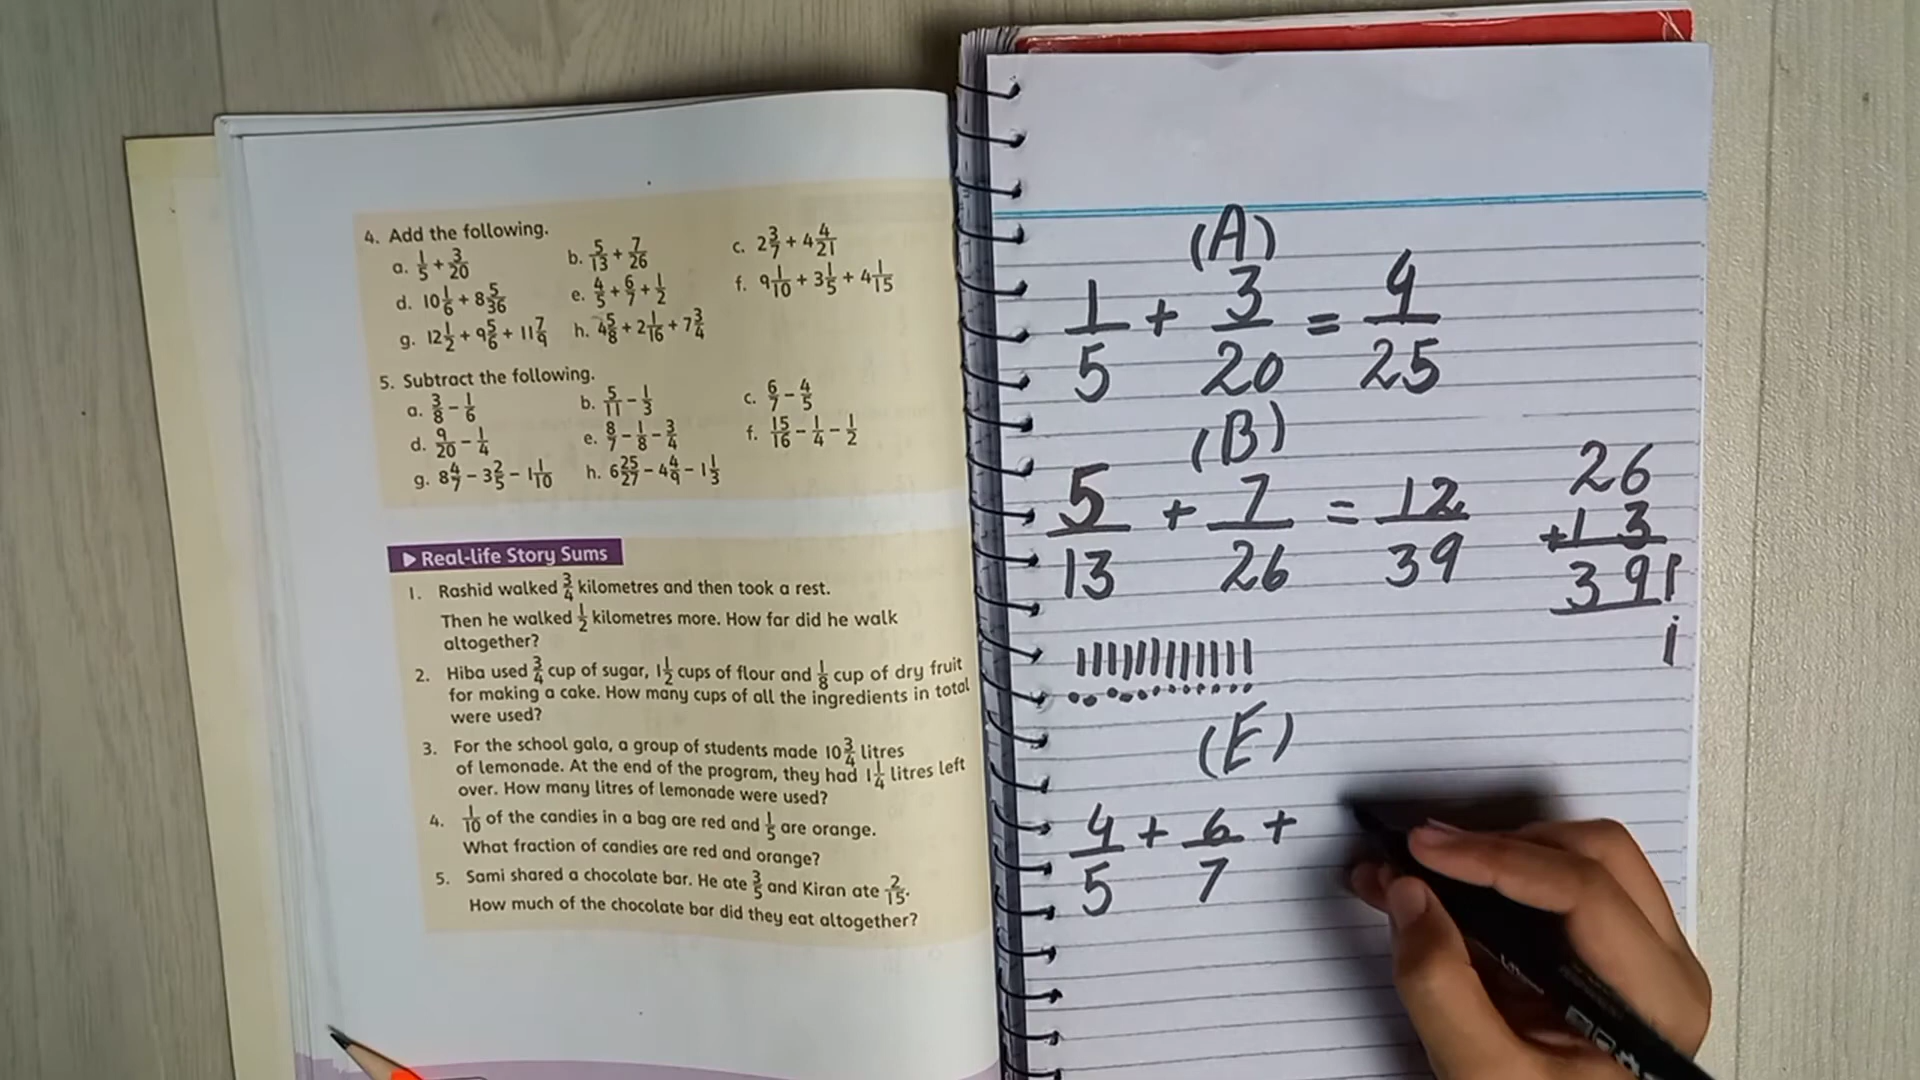 4. Add the following.
a. 1/5 + 3/20 b. 5/13 + 7/26 c. 2 3/7 + 4 4/21
d. 10 1/6 + 8 5/36 e. 4/5 + 6/7 + 1/2 f. 9 1/10 + 3 1/5 + 4 1/15
g. 12 1/2 + 9 5/6 + 11 7/9 h. 4 5/8 + 2 1/16 + 7 3/4
5. Subtract the following.
a. 3/8 − 1/6 b. 5/11 − 1/3 c. 6/7 − 4/5
d. 9/20 − 1/4 e. 8/7 − 1/8 − 3/4 f. 15/16 − 1/4 − 1/2
g. 8 4/7 − 3 2/5 − 1 1/10 h. 6 25/27 − 4 4/9 − 1 1/3
Real-life Story Sums
1. Rashid walked 3/4 kilometres and then took a rest.
Then he walked 1/2 kilometres more. How far did he walk
altogether?
2. Hiba used 3/4 cup of sugar, 1 1/2 cups of flour and 1/8 cup of dry fruit
for making a cake. How many cups of all the ingredients in total
were used?
3. For the school gala, a group of students made 10 3/4 litres
of lemonade. At the end of the program, they had 1 1/4 litres left
over. How many litres of lemonade were used?
4. 1/10 of the candies in a bag are red and 1/5 are orange.
What fraction of candies are red and orange?
5. Sami shared a chocolate bar. He ate 3/5 and Kiran ate 2/15.
How much of the chocolate bar did they eat altogether?
(A)
1/5 + 3/20 = 4/25
(B)
5/13 + 7/26 = 12/39
26
+13
39
(E)
4/5 + 6/7 +